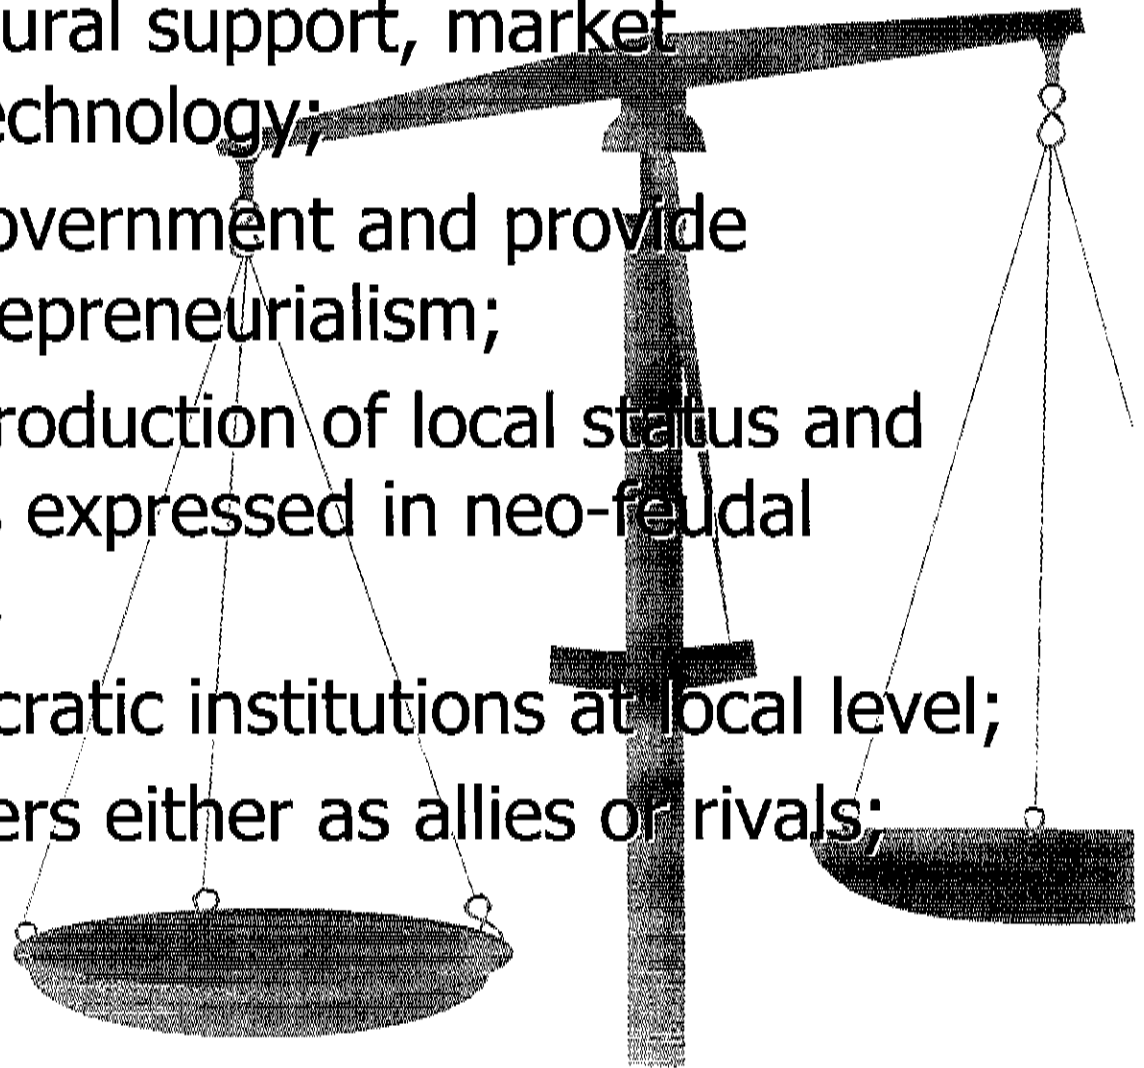 ural support, market
echnology;
overnment and provide
epreneurialism;
roduction of local status and
expressed in neo-feudal
cratic institutions at local level;
ers either as allies or rivals;